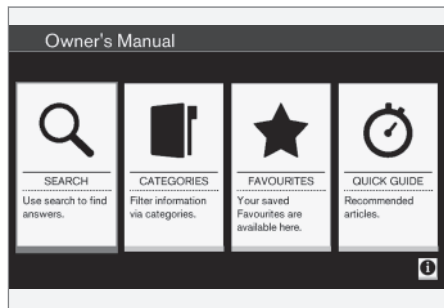 Owner's Manual
SEARCH
Use search to find
answers.
CATEGORIES
Filter information
via categories.
FAVOURITES
Your saved
Favourites are
available here.
QUICK GUIDE
Recommended
articles.
i